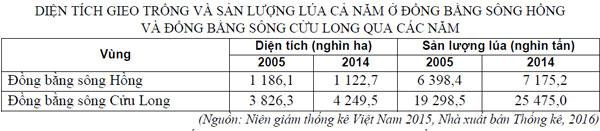 DIỆN TÍCH GIEO TRỒNG VÀ SẢN LƯỢNG LÚA CẢ NĂM Ở ĐỒNG BẰNG SÔNG HỒNG
VÀ ĐỒNG BẰNG SÔNG CỬU LONG QUA CÁC NĂM
Vùng Diện tích (nghìn ha) Sản lượng lúa (nghìn tấn)
2005 2014 2005 2014
Đồng bằng sông Hồng 1 186,1 1 122,7 6 398,4 7 175,2
Đồng bằng sông Cửu Long 3 826,3 4 249,5 19 298,5 25 475,0
(Nguồn: Niên giám thống kê Việt Nam 2015, Nhà xuất bản Thống kê, 2016)